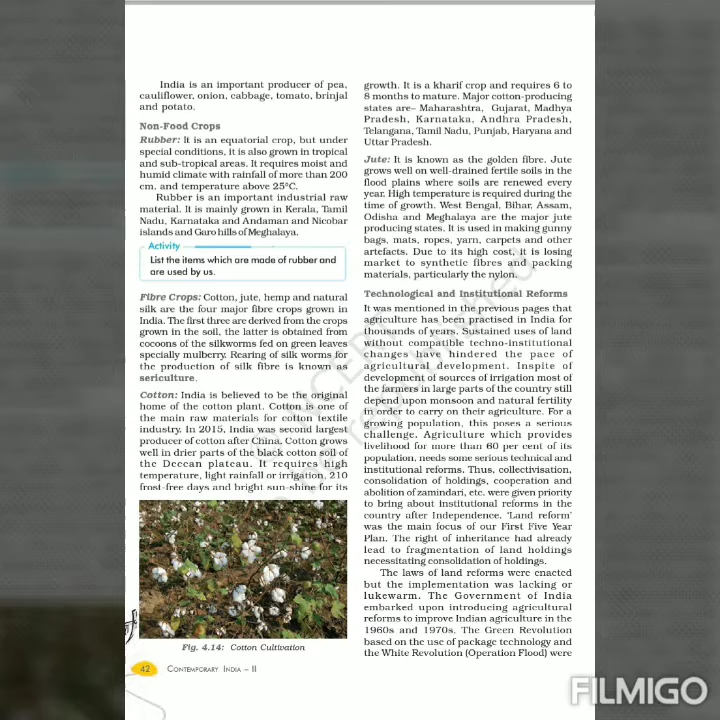 India is an important producer of pea,
cauliflower, onion, cabbage, tomato, brinjal
and potato.
Non-Food Crops
Rubber: It is an equatorial crop, but under
special conditions, it is also grown in tropical
and sub-tropical areas. It requires moist and
humid climate with rainfall of more than 200
cm. and temperature above 25°C.
Rubber is an important industrial raw
material. It is mainly grown in Kerala, Tamil
Nadu, Karnataka and Andaman and Nicobar
islands and Garo hills of Meghalaya.
Activity
List the items which are made of rubber and
are used by us.
Fibre Crops: Cotton, jute, hemp and natural
silk are the four major fibre crops grown in
India. The first three are derived from the crops
grown in the soil, the latter is obtained from
cocoons of the silkworms fed on green leaves
specially mulberry. Rearing of silk worms for
the production of silk fibre is known as
sericulture.
Cotton: India is believed to be the original
home of the cotton plant. Cotton is one of
the main raw materials for cotton textile
industry. In 2015, India was second largest
producer of cotton after China. Cotton grows
well in drier parts of the black cotton soil of
the Deccan plateau. It requires high
temperature, light rainfall or irrigation, 210
frost-free days and bright sun-shine for its
Fig. 4.14: Cotton Cultivation
42 CONTEMPORARY INDIA – II
growth. It is a kharif crop and requires 6 to
8 months to mature. Major cotton-producing
states are– Maharashtra, Gujarat, Madhya
Pradesh, Karnataka, Andhra Pradesh,
Telangana, Tamil Nadu, Punjab, Haryana and
Uttar Pradesh.
Jute: It is known as the golden fibre. Jute
grows well on well-drained fertile soils in the
flood plains where soils are renewed every
year. High temperature is required during the
time of growth. West Bengal, Bihar, Assam,
Odisha and Meghalaya are the major jute
producing states. It is used in making gunny
bags, mats, ropes, yarn, carpets and other
artefacts. Due to its high cost, it is losing
market to synthetic fibres and packing
materials, particularly the nylon.
Technological and Institutional Reforms
It was mentioned in the previous pages that
agriculture has been practised in India for
thousands of years. Sustained uses of land
without compatible techno-institutional
changes have hindered the pace of
agricultural development. Inspite of
development of sources of irrigation most of
the farmers in large parts of the country still
depend upon monsoon and natural fertility
in order to carry on their agriculture. For a
growing population, this poses a serious
challenge. Agriculture which provides
livelihood for more than 60 per cent of its
population, needs some serious technical and
institutional reforms. Thus, collectivisation,
consolidation of holdings, cooperation and
abolition of zamindari, etc. were given priority
to bring about institutional reforms in the
country after Independence. 'Land reform'
was the main focus of our First Five Year
Plan. The right of inheritance had already
lead to fragmentation of land holdings
necessitating consolidation of holdings.
The laws of land reforms were enacted
but the implementation was lacking or
lukewarm. The Government of India
embarked upon introducing agricultural
reforms to improve Indian agriculture in the
1960s and 1970s. The Green Revolution
based on the use of package technology and
the White Revolution (Operation Flood) were
FILMIGO